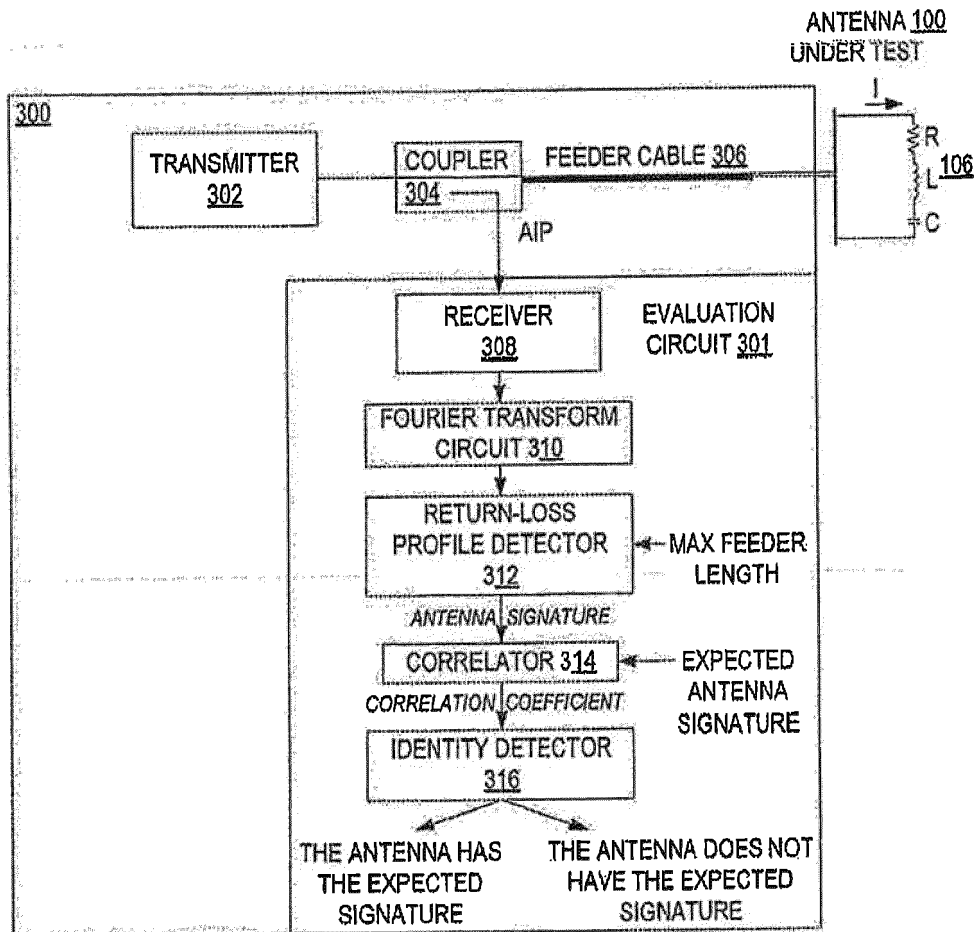 ANTENNA 100
UNDER TEST
I
300
TRANSMITTER
302
COUPLER
304
FEEDER CABLE 306
R
L
C
106
AIP
RECEIVER
308
EVALUATION
CIRCUIT 301
FOURIER TRANSFORM
CIRCUIT 310
RETURN-LOSS
PROFILE DETECTOR
312
MAX FEEDER
LENGTH
ANTENNA SIGNATURE
CORRELATOR 314
EXPECTED
ANTENNA
SIGNATURE
CORRELATION COEFFICIENT
IDENTITY DETECTOR
316
THE ANTENNA HAS
THE EXPECTED
SIGNATURE
THE ANTENNA DOES NOT
HAVE THE EXPECTED
SIGNATURE